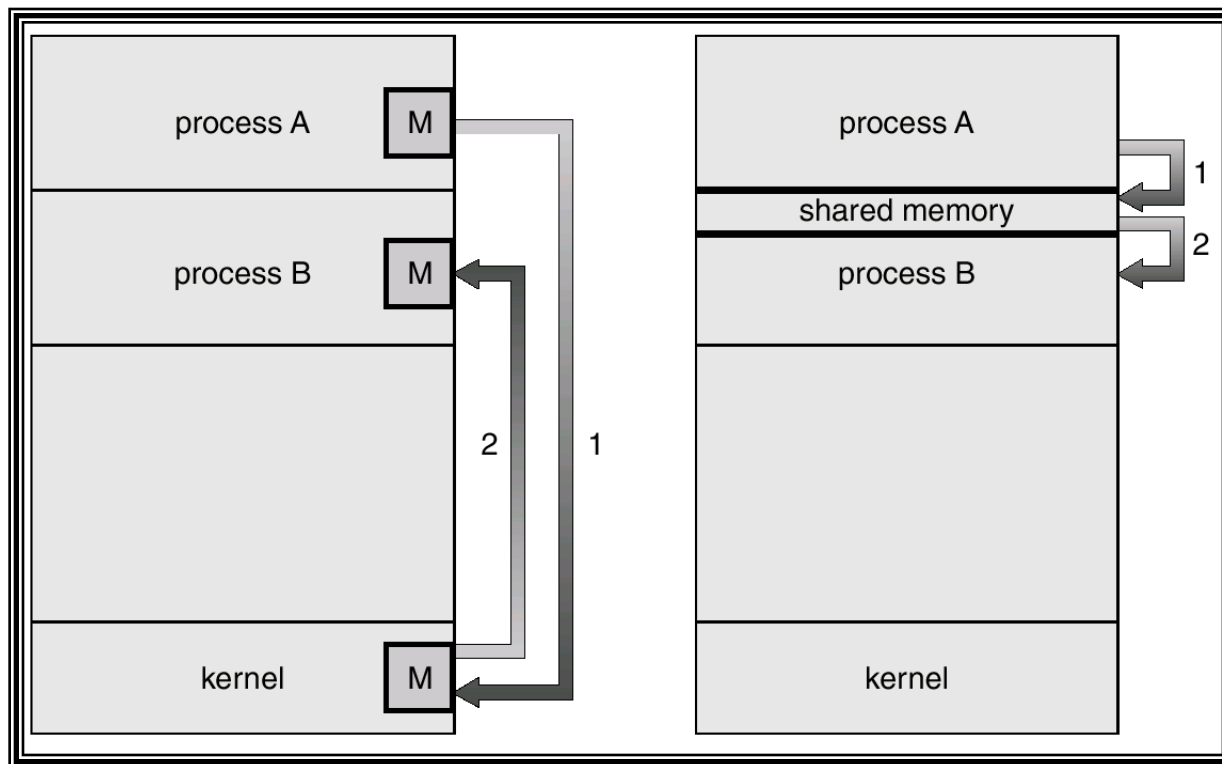 process A
M
process B
M
2
1
kernel
M
process A
1
shared memory
2
process B
kernel